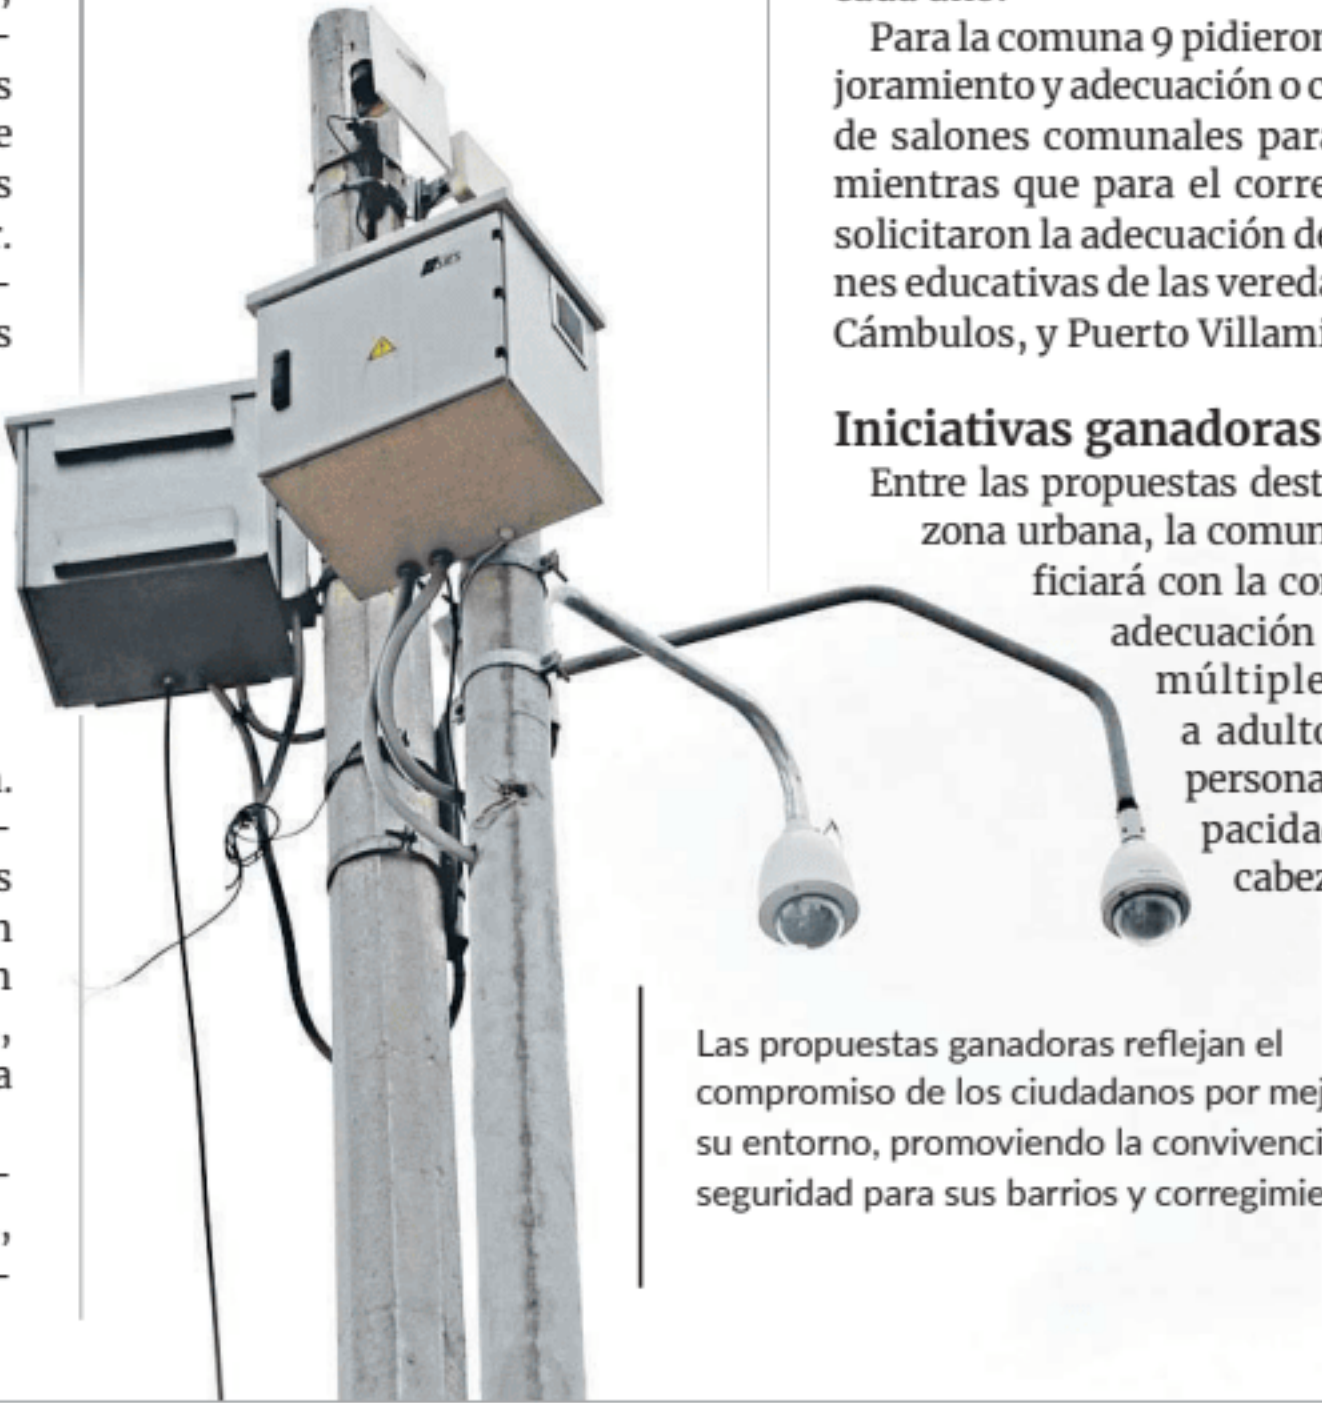 Para la comuna 9 pidieron
joramiento y adecuación o c
de salones comunales para
mientras que para el corre
solicitaron la adecuación de
nes educativas de las vereda
Cámbulos, y Puerto Villami
Iniciativas ganadoras
Entre las propuestas dest
zona urbana, la comun
ficiará con la con
adecuación
múltiple
a adulto
persona
pacida
cabez
Las propuestas ganadoras reflejan el
compromiso de los ciudadanos por mej
su entorno, promoviendo la convivenci
seguridad para sus barrios y corregimie